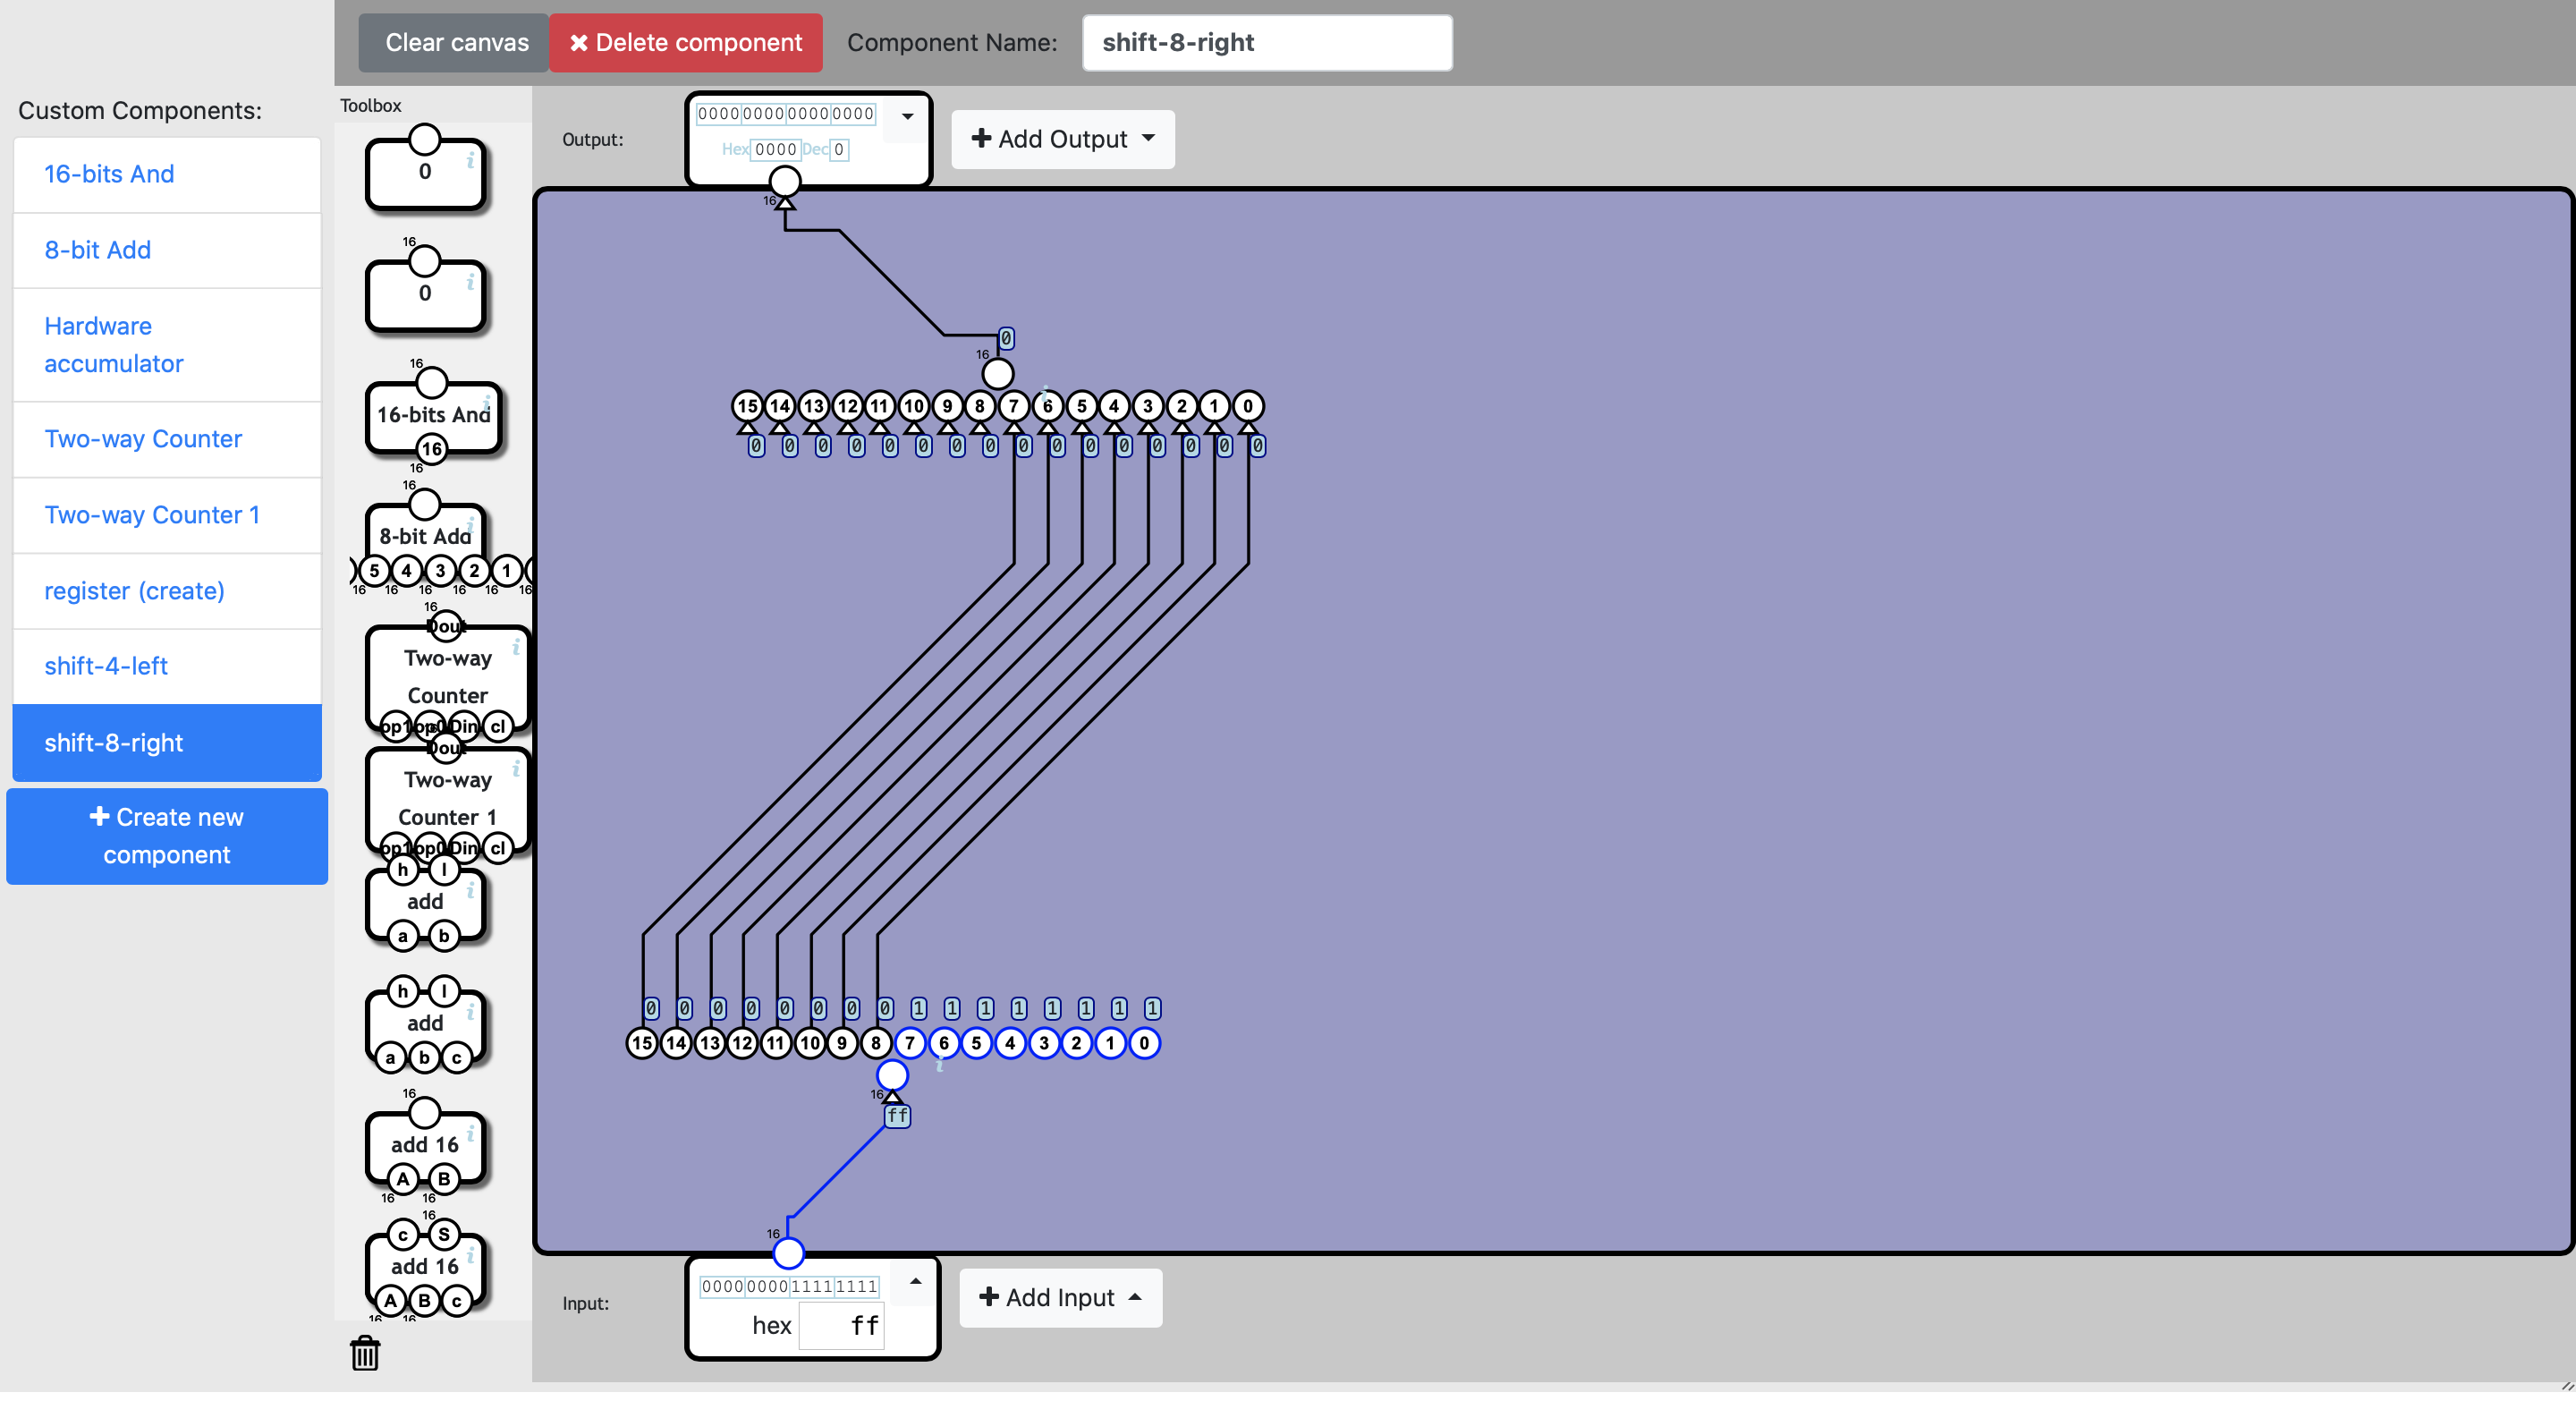 Clear canvas
Delete component
Component Name:
shift-8-right
Custom Components:
16-bits And
8-bit Add
Hardware
accumulator
Two-way Counter
Two-way Counter 1
register (create)
shift-4-left
shift-8-right
Create new
component
Toolbox
0
16
0
16
16-bits And
16
16
16
8-bit Add
5 4 3 2 1
16 16 16 16 16 16
16
Dout
Two-way
Counter
op1 op0 Din cl
Dout
Two-way
Counter 1
op1 op0 Din cl
h l
add
a b
h l
add
a b c
16
add 16
A B
16 16
16
c S
add 16
A B c
16 16
Output:
0000 0000 0000 0000
Hex 0000 Dec 0
Add Output
16
0
16
15 14 13 12 11 10 9 8 7 6 5 4 3 2 1 0
0 0 0 0 0 0 0 0 0 0 0 0 0 0 0 0
0 0 0 0 0 0 0 0 1 1 1 1 1 1 1 1
15 14 13 12 11 10 9 8 7 6 5 4 3 2 1 0
16
ff
16
Input:
0000 0000 1111 1111
hex ff
Add Input